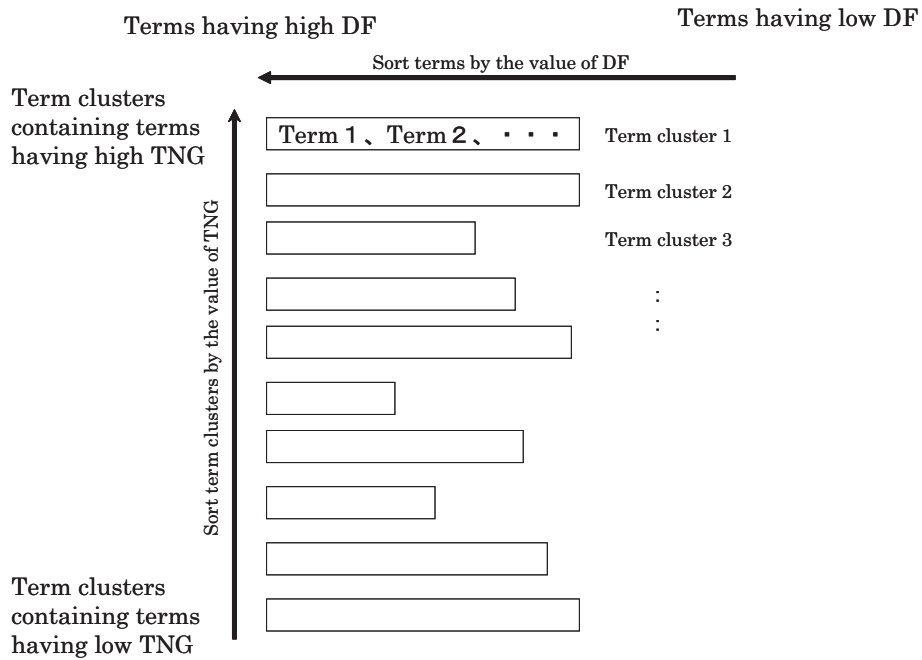 Terms having high DF
Terms having low DF
Sort terms by the value of DF
Term clusters
containing terms
having high TNG
Term 1、Term 2、・・・
Term cluster 1
Term cluster 2
Term cluster 3
:
:
Sort term clusters by the value of TNG
Term clusters
containing terms
having low TNG